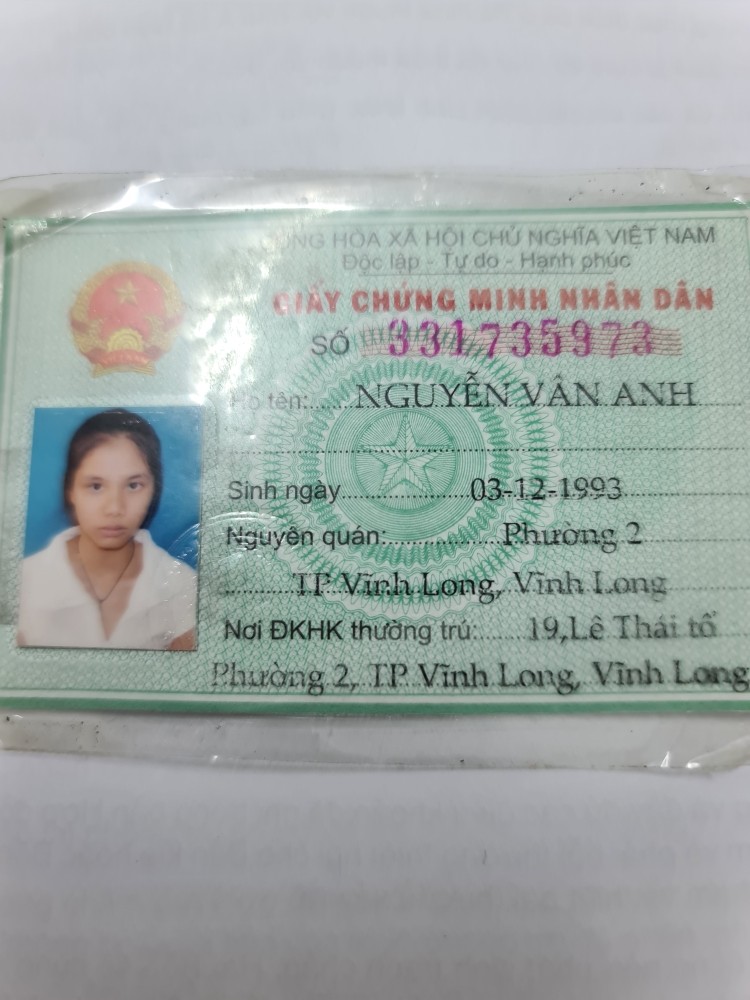 CỘNG HÒA XÃ HỘI CHỦ NGHĨA VIỆT NAM
Độc lập - Tự do - Hạnh phúc
GIẤY CHỨNG MINH NHÂN DÂN
SỐ 331735973
Họ tên: NGUYỄN VÂN ANH
Sinh ngày 03-12-1993
Nguyên quán: Phường 2
TP Vĩnh Long, Vĩnh Long
Nơi ĐKHK thường trú: 19,Lê Thái tổ
Phường 2, TP. Vĩnh Long, Vĩnh Long